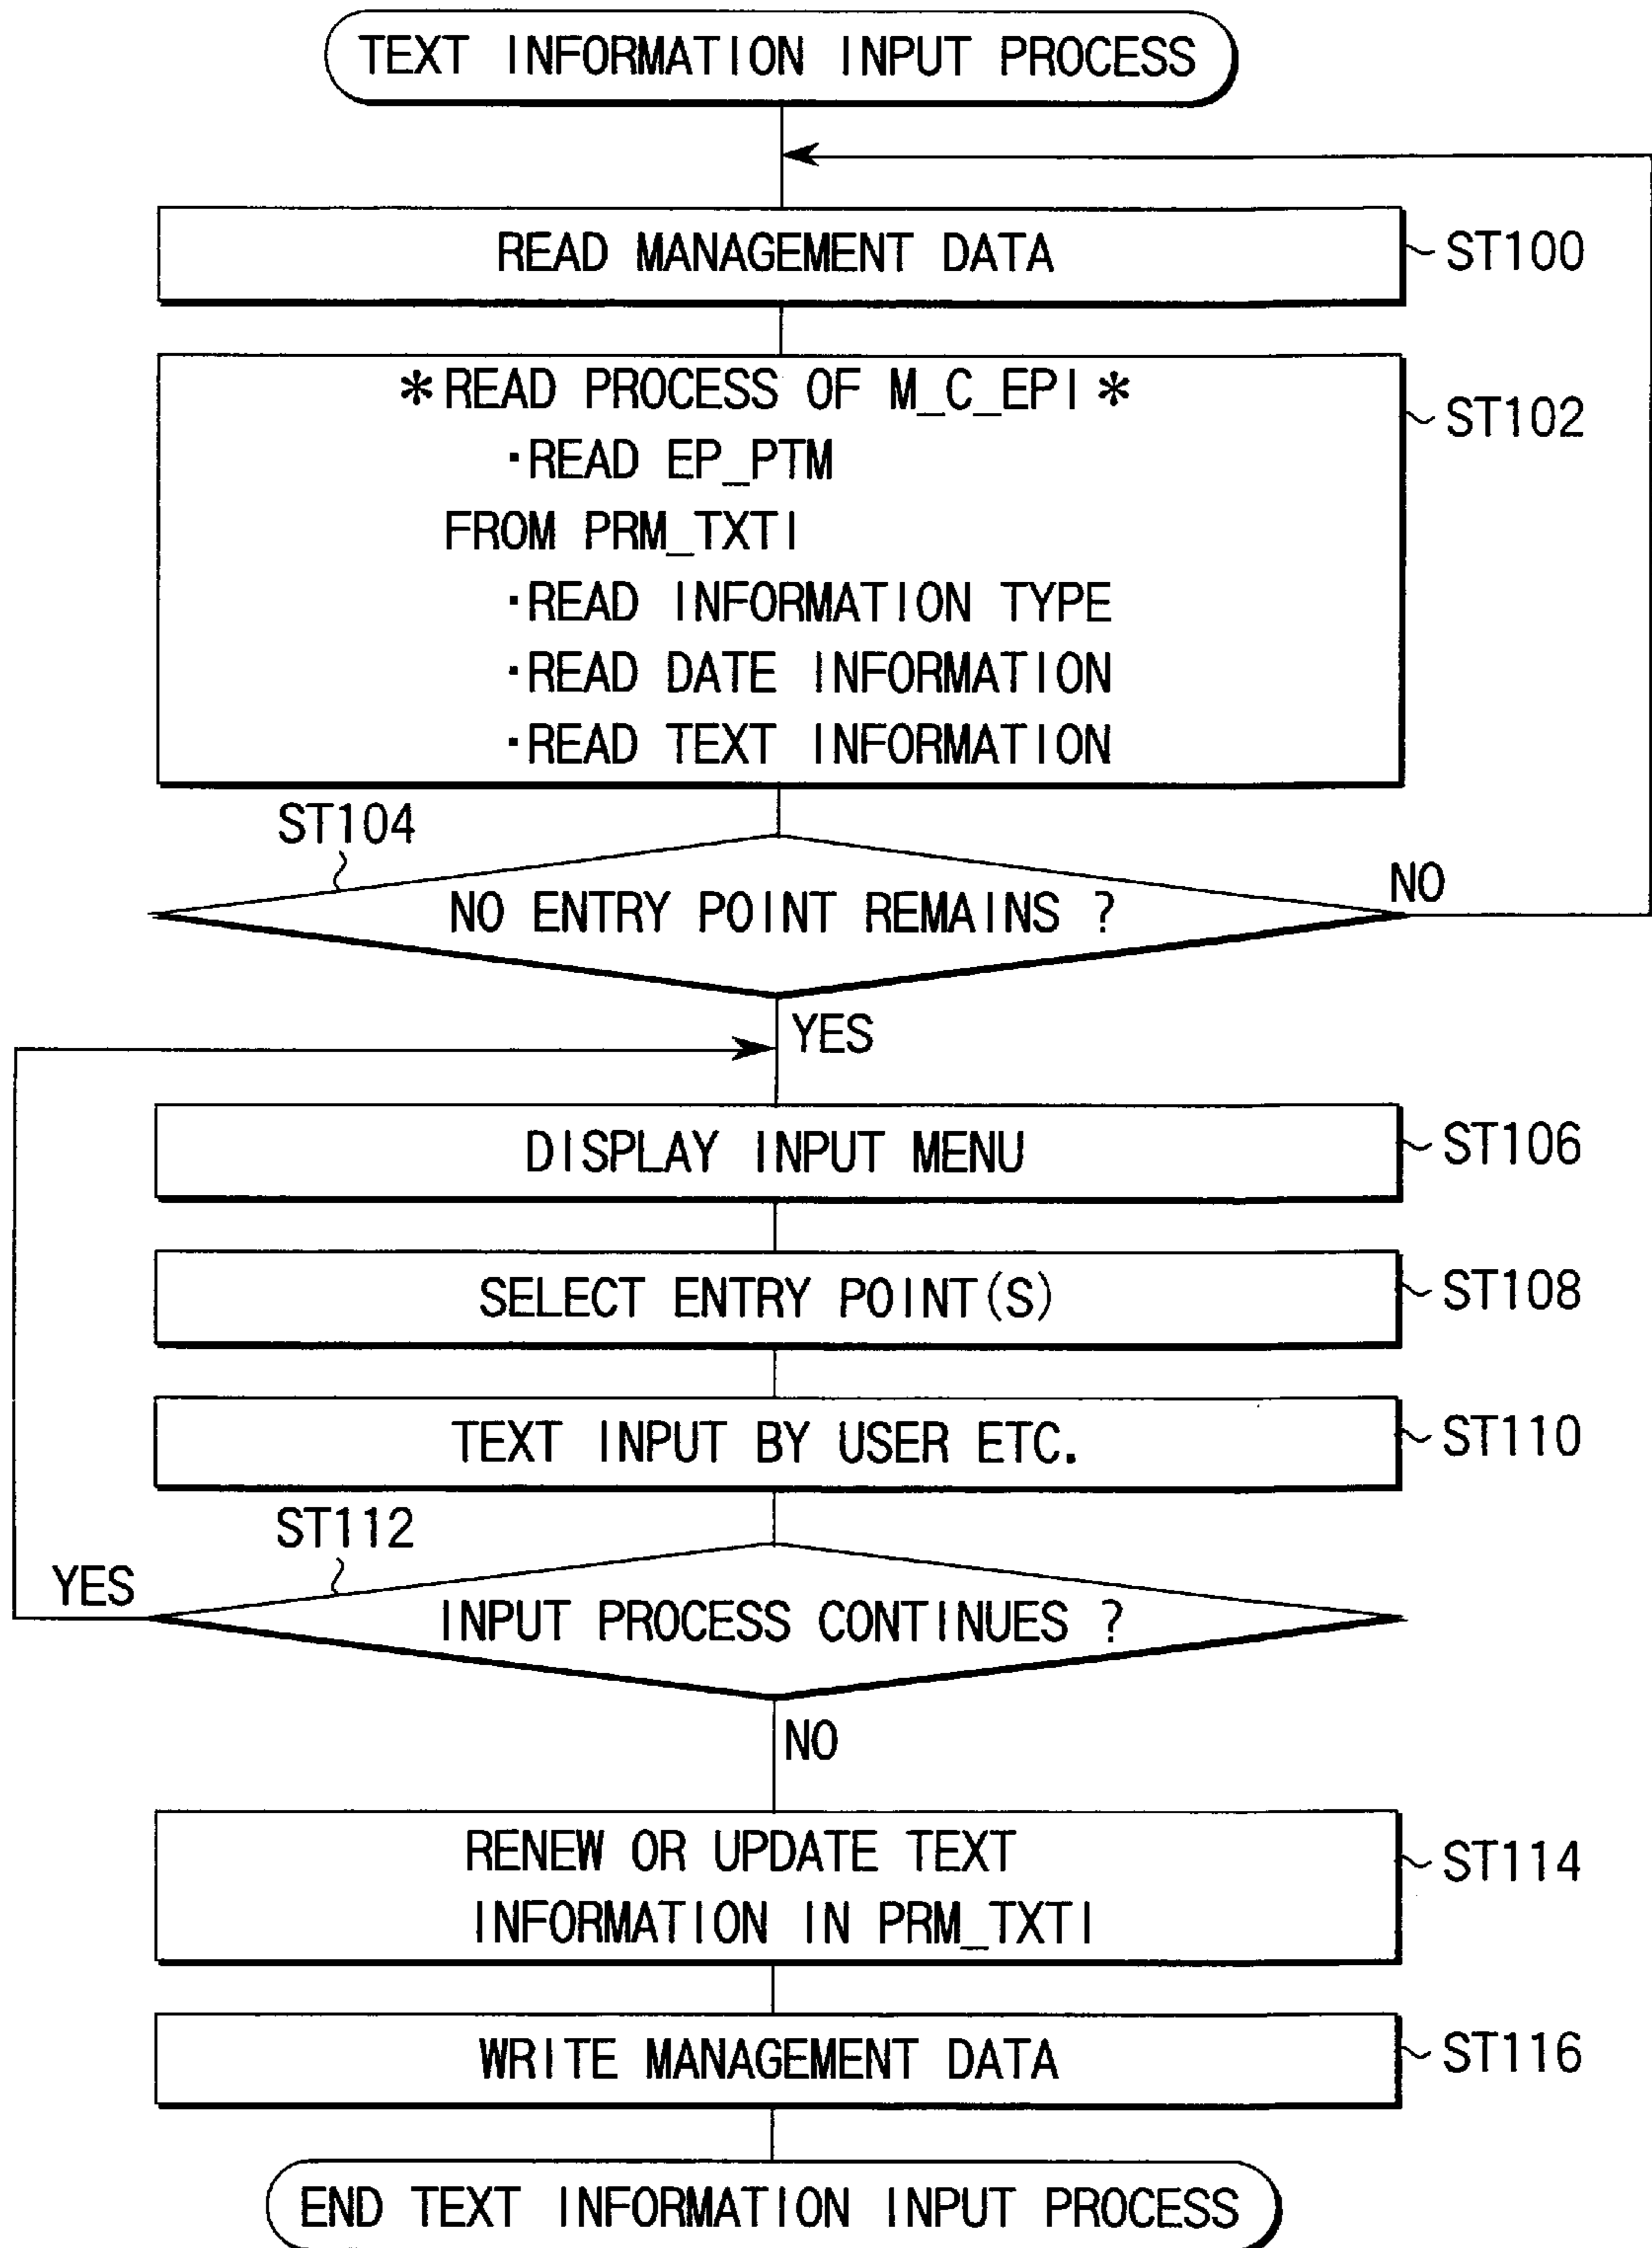 TEXT INFORMATION INPUT PROCESS
READ MANAGEMENT DATA
ST100
*READ PROCESS OF M_C_EPI*
·READ EP_PTM
FROM PRM_TXTI
·READ INFORMATION TYPE
·READ DATE INFORMATION
·READ TEXT INFORMATION
ST102
ST104
NO ENTRY POINT REMAINS ?
NO
YES
DISPLAY INPUT MENU
ST106
SELECT ENTRY POINT(S)
ST108
TEXT INPUT BY USER ETC.
ST110
ST112
YES
INPUT PROCESS CONTINUES ?
NO
RENEW OR UPDATE TEXT
INFORMATION IN PRM_TXTI
ST114
WRITE MANAGEMENT DATA
ST116
END TEXT INFORMATION INPUT PROCESS